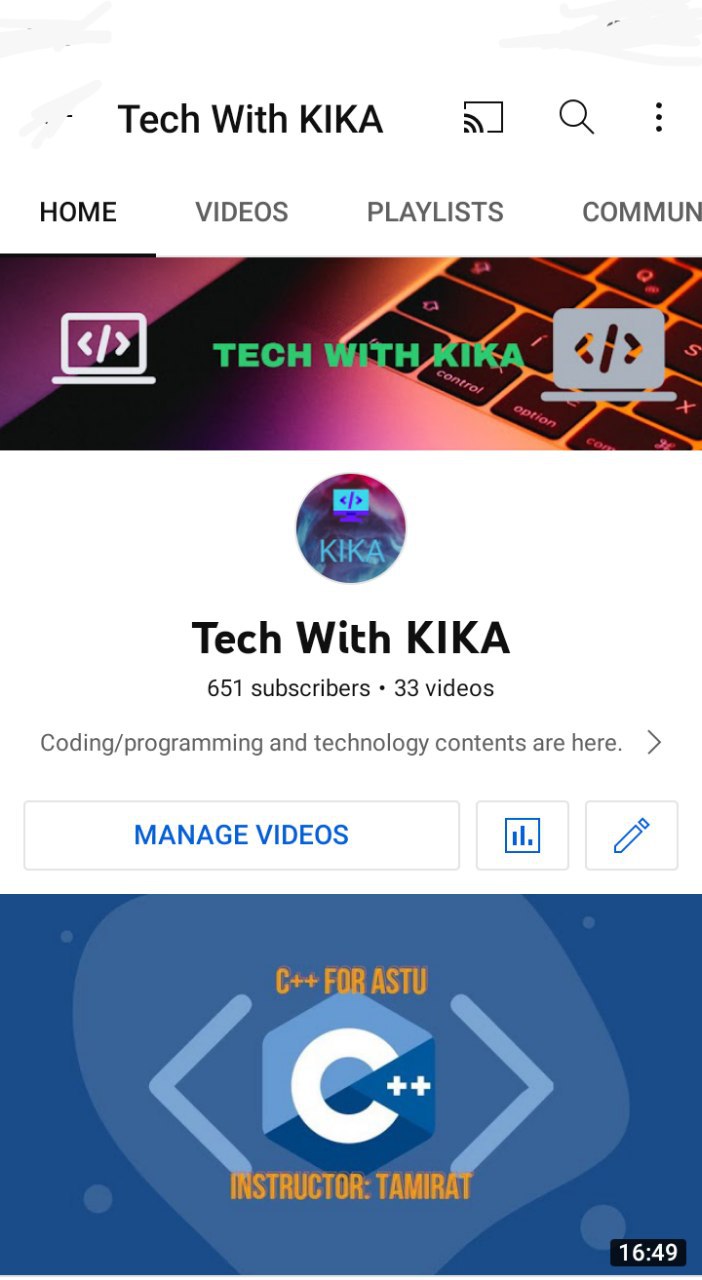 Tech With KIKA
HOME VIDEOS PLAYLISTS COMMUN
TECH WITH KIKA
control
option
com
KIKA
Tech With KIKA
651 subscribers • 33 videos
Coding/programming and technology contents are here.
MANAGE VIDEOS
C++ FOR ASTU
C++
INSTRUCTOR: TAMIRAT
16:49